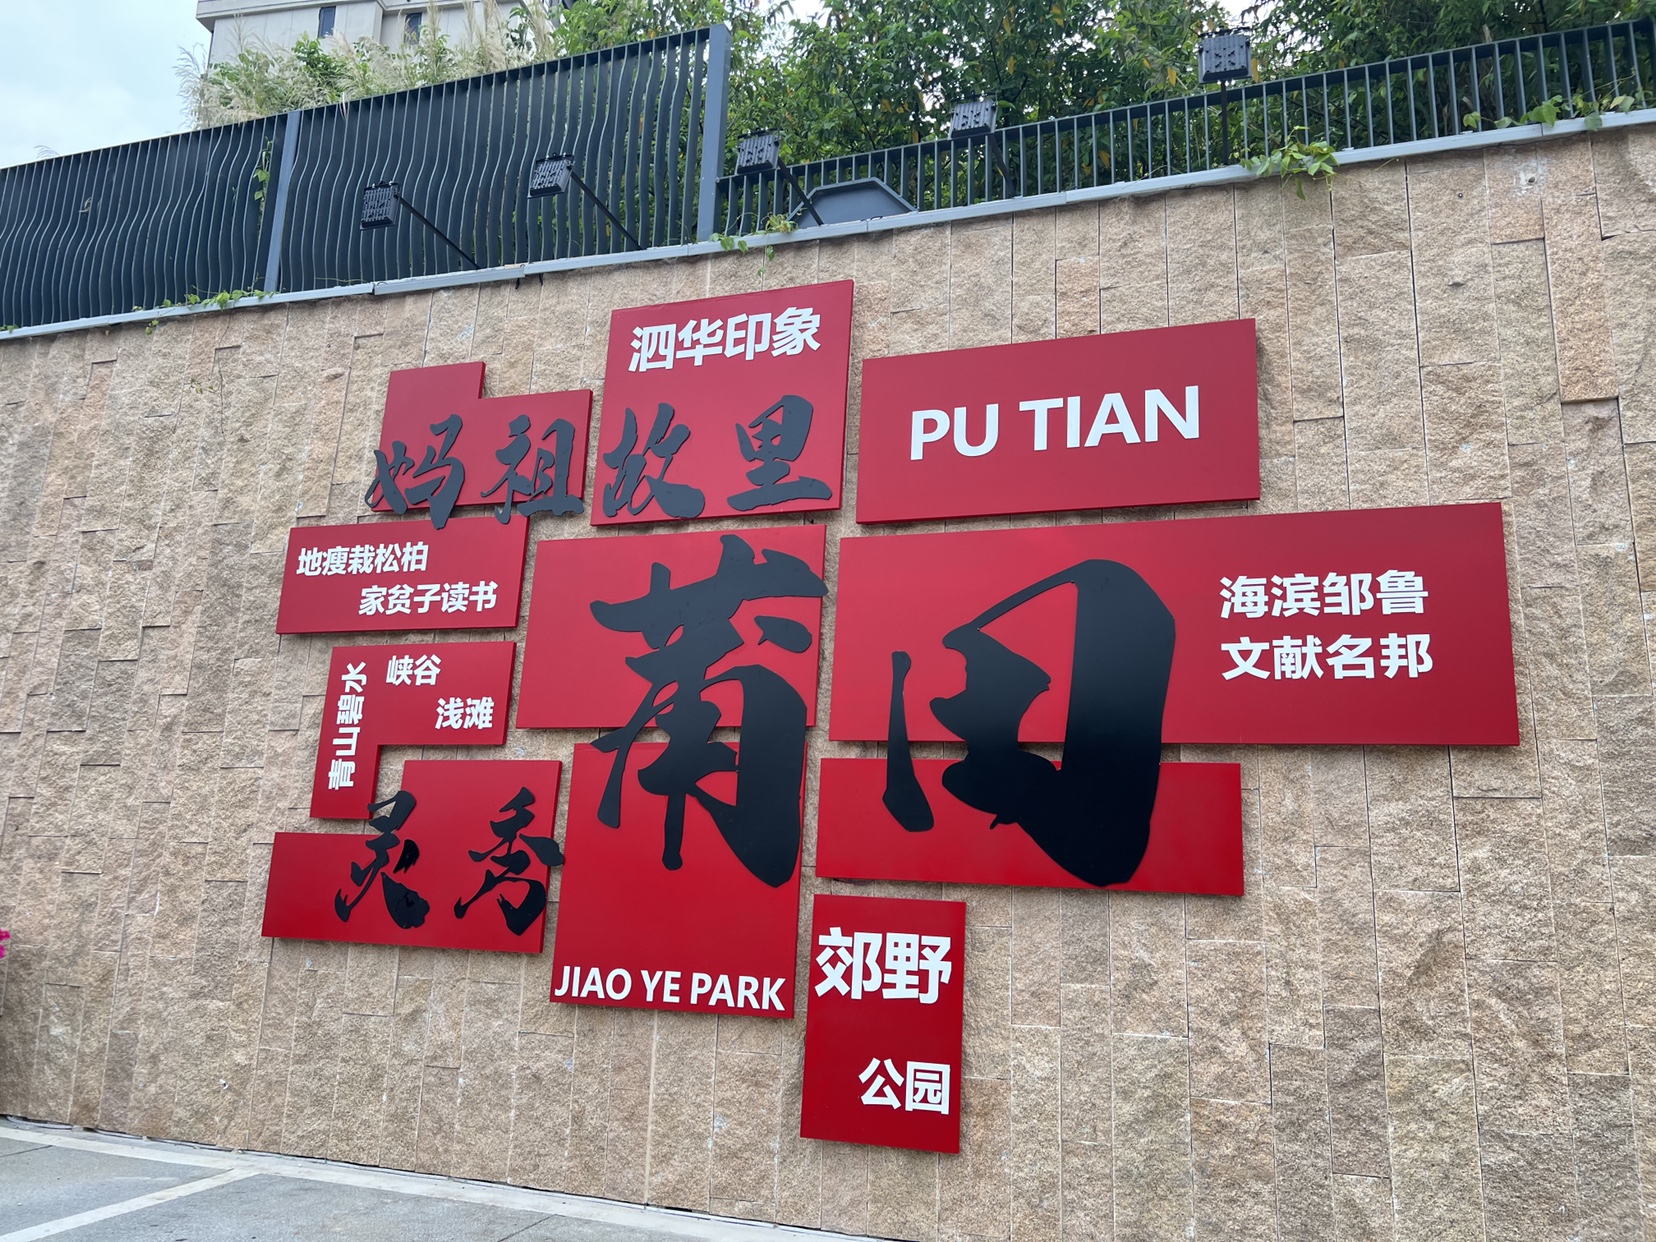 泗华印象
妈祖故里
PU TIAN
地瘦栽松柏
家贫子读书
莆田
海滨邹鲁
文献名邦
青山碧水
峡谷
浅滩
灵秀
JIAO YE PARK
郊野
公园